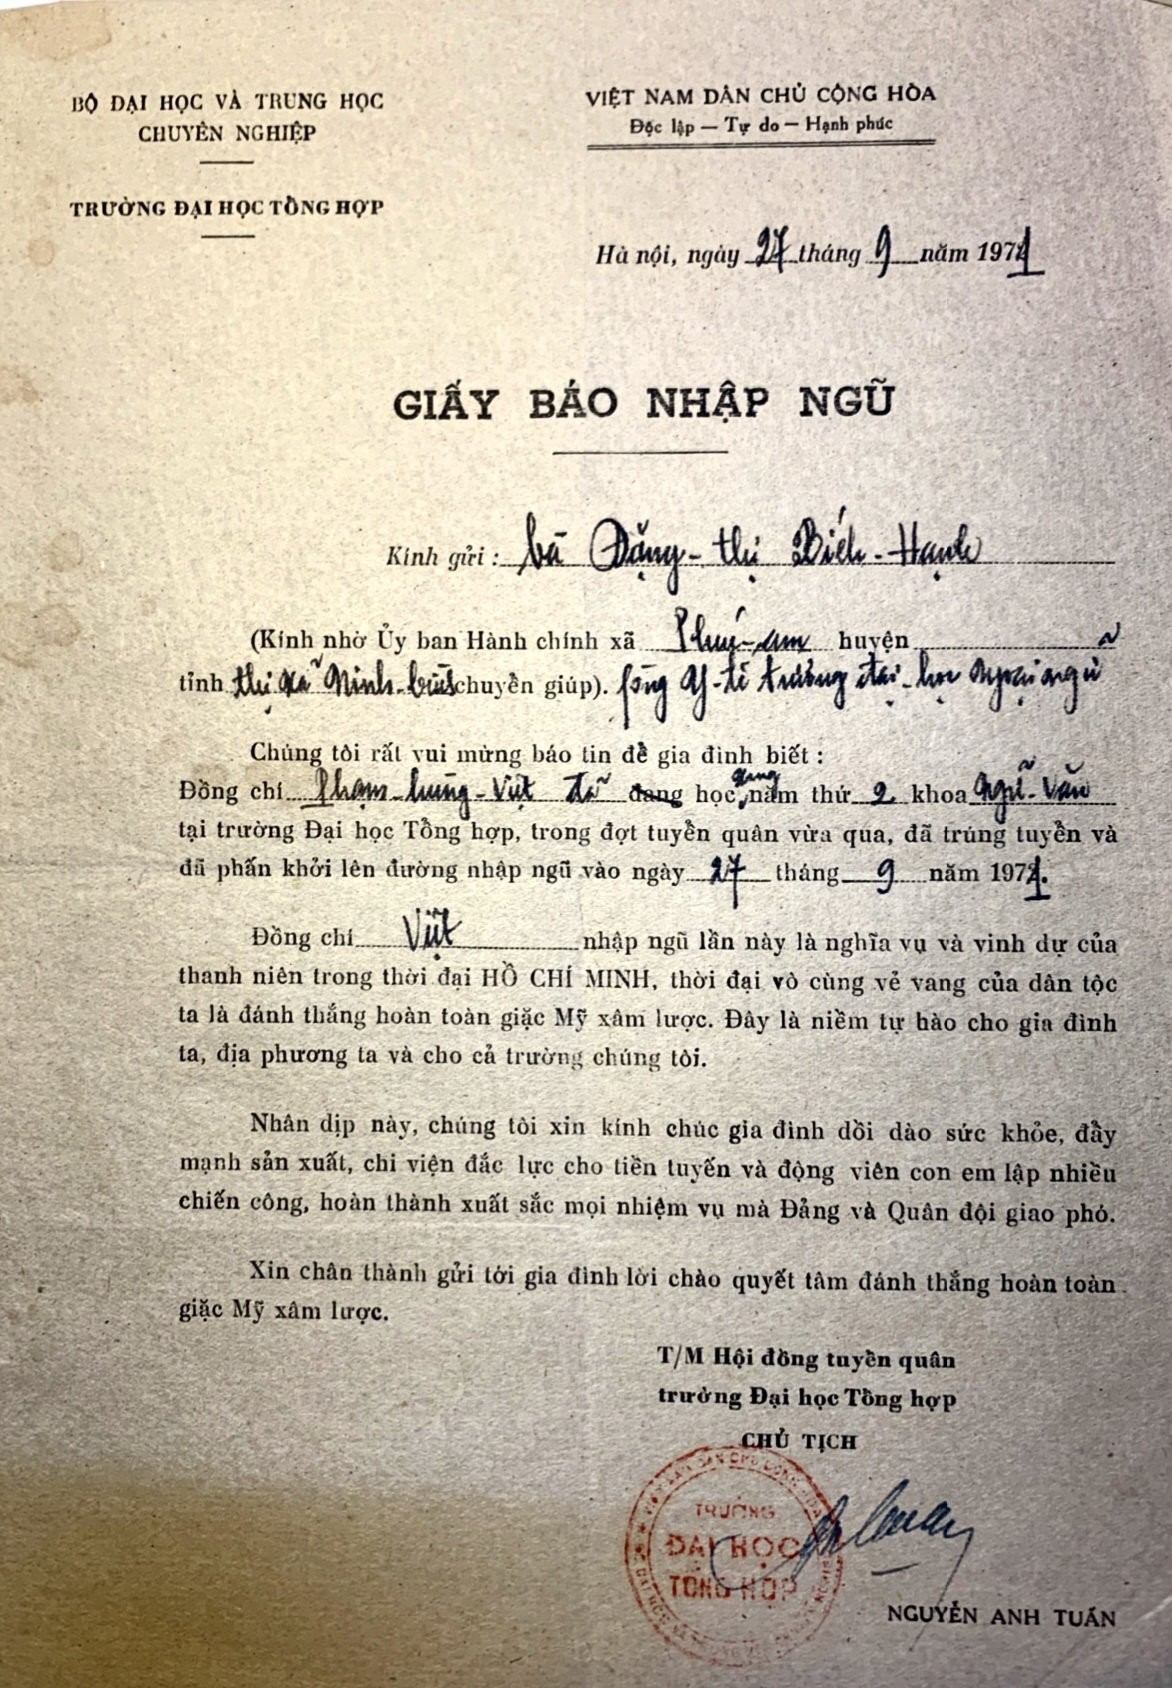 BỘ ĐẠI HỌC VÀ TRUNG HỌC
CHUYÊN NGHIỆP
TRƯỜNG ĐẠI HỌC TỔNG HỢP
VIỆT NAM DÂN CHỦ CỘNG HÒA
Độc lập — Tự do — Hạnh phúc
Hà nội, ngày 27 tháng 9 năm 1971
GIẤY BÁO NHẬP NGŨ
Kính gửi : bà Đặng - thị Biếh - Hạnh
(Kính nhờ Ủy ban Hành chính xã Phú - am huyện
tỉnh thị xã Ninh - bình chuyển giúp). fòng Y - tế trường đại - học Ngoại ngữ
Chúng tôi rất vui mừng báo tin để gia đình biết :
Đồng chí Phạm - hùng - Việt đã đang học đang năm thứ 2 khoa Ngữ - Văn
tại trường Đại học Tổng hợp, trong đợt tuyển quân vừa qua, đã trúng tuyển và
đã phấn khởi lên đường nhập ngũ vào ngày 27 tháng 9 năm 1971.
Đồng chí Việt nhập ngũ lần này là nghĩa vụ và vinh dự của
thanh niên trong thời đại HỒ CHÍ MINH, thời đại vô cùng vẻ vang của dân tộc
ta là đánh thắng hoàn toàn giặc Mỹ xâm lược. Đây là niềm tự hào cho gia đình
ta, địa phương ta và cho cả trường chúng tôi.
Nhân dịp này, chúng tôi xin kính chúc gia đình dồi dào sức khỏe, đẩy
mạnh sản xuất, chi viện đắc lực cho tiền tuyến và động viên con em lập nhiều
chiến công, hoàn thành xuất sắc mọi nhiệm vụ mà Đảng và Quân đội giao phó.
Xin chân thành gửi tới gia đình lời chào quyết tâm đánh thắng hoàn toàn
giặc Mỹ xâm lược.
T/M Hội đồng tuyển quân
trường Đại học Tổng hợp
CHỦ TỊCH
TRƯỜNG
ĐẠI HỌC
TỔNG HỢP
NGUYỄN ANH TUẤN